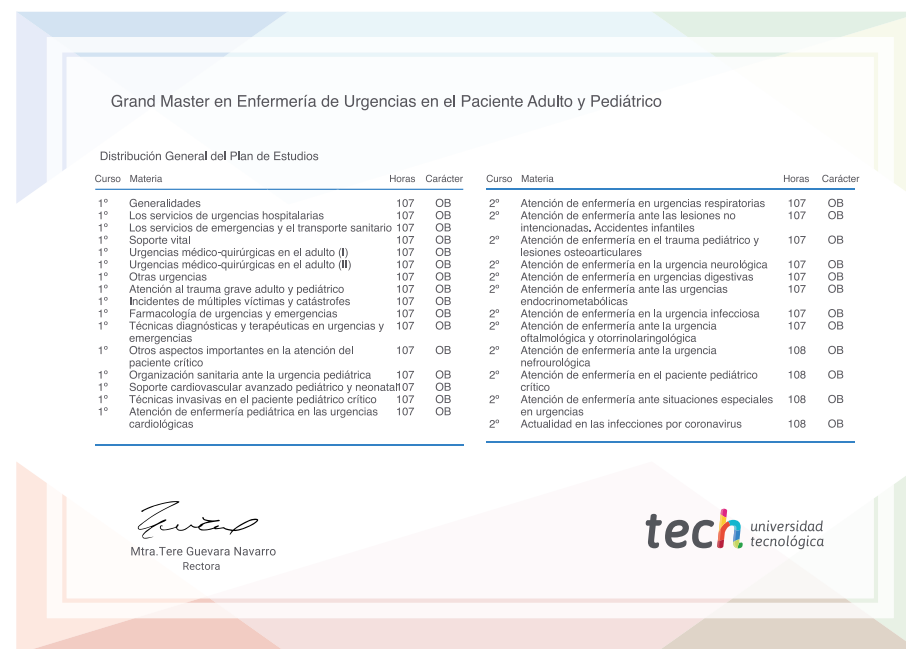 Grand Master en Enfermería de Urgencias en el Paciente Adulto y Pediátrico
Distribución General del Plan de Estudios
Curso Materia Horas Carácter
1º Generalidades 107 OB
1º Los servicios de urgencias hospitalarias 107 OB
1º Los servicios de emergencias y el transporte sanitario 107 OB
1º Soporte vital 107 OB
1º Urgencias médico-quirúrgicas en el adulto (I) 107 OB
1º Urgencias médico-quirúrgicas en el adulto (II) 107 OB
1º Otras urgencias 107 OB
1º Atención al trauma grave adulto y pediátrico 107 OB
1º Incidentes de múltiples víctimas y catástrofes 107 OB
1º Farmacología de urgencias y emergencias 107 OB
1º Técnicas diagnósticas y terapéuticas en urgencias y 107 OB
emergencias
1º Otros aspectos importantes en la atención del 107 OB
paciente crítico
1º Organización sanitaria ante la urgencia pediátrica 107 OB
1º Soporte cardiovascular avanzado pediátrico y neonatal 107 OB
1º Técnicas invasivas en el paciente pediátrico crítico 107 OB
1º Atención de enfermería pediátrica en las urgencias 107 OB
cardiológicas
Curso Materia Horas Carácter
2º Atención de enfermería en urgencias respiratorias 107 OB
2º Atención de enfermería ante las lesiones no 107 OB
intencionadas. Accidentes infantiles
2º Atención de enfermería en el trauma pediátrico y 107 OB
lesiones osteoarticulares
2º Atención de enfermería en la urgencia neurológica 107 OB
2º Atención de enfermería en urgencias digestivas 107 OB
2º Atención de enfermería ante las urgencias 107 OB
endocrinometabólicas
2º Atención de enfermería en la urgencia infecciosa 107 OB
2º Atención de enfermería ante la urgencia 107 OB
oftalmológica y otorrinolaringológica
2º Atención de enfermería ante la urgencia 108 OB
nefrourológica
2º Atención de enfermería en el paciente pediátrico 108 OB
crítico
2º Atención de enfermería ante situaciones especiales 108 OB
en urgencias
2º Actualidad en las infecciones por coronavirus 108 OB
Mtra.Tere Guevara Navarro
Rectora
tech universidad
tecnológica